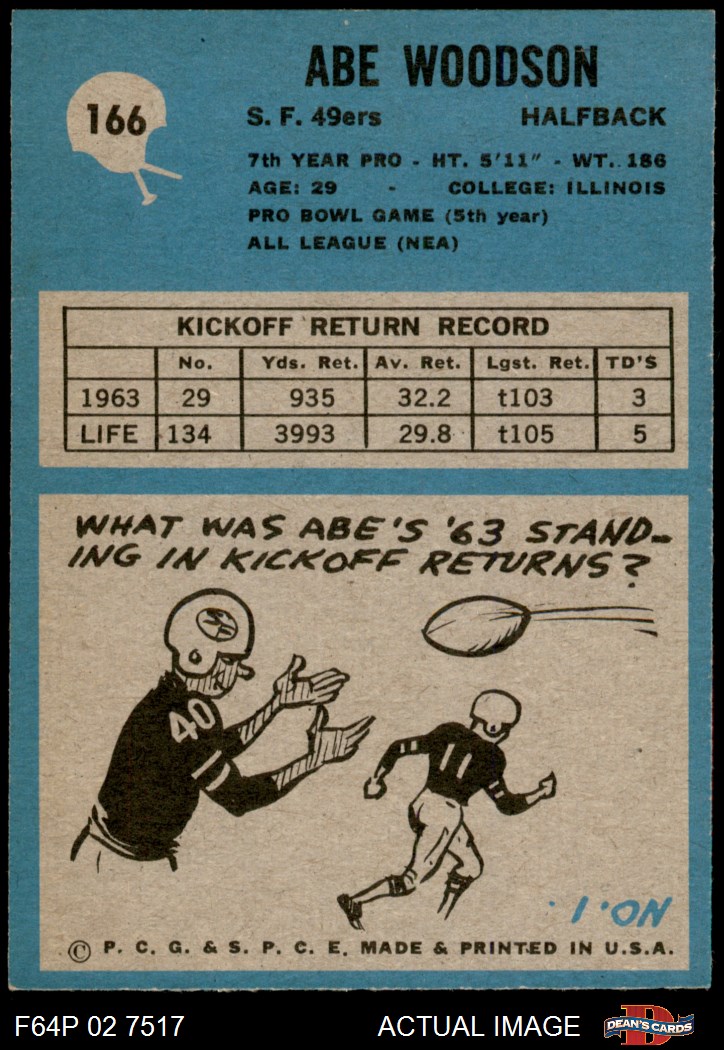 166
ABE WOODSON
S. F. 49ers HALFBACK
7th YEAR PRO - HT. 5'11" - WT. 186
AGE: 29 - COLLEGE: ILLINOIS
PRO BOWL GAME (5th year)
ALL LEAGUE (NEA)
KICKOFF RETURN RECORD
No. Yds. Ret. Av. Ret. Lgst. Ret. TD'S
1963 29 935 32.2 t103 3
LIFE 134 3993 29.8 t105 5
WHAT WAS ABE'S '63 STAND-
ING IN KICKOFF RETURNS?
SF
40
11
NO. 1.
© P. C. G. & S. P. C. E. MADE & PRINTED IN U.S.A.
F64P 02 7517 ACTUAL IMAGE
D
DEAN'S CARDS